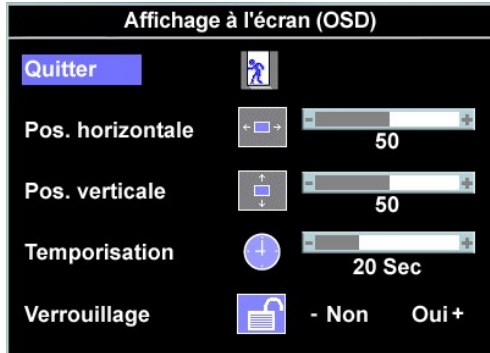 Affichage à l'écran (OSD)
Quitter
Pos. horizontale
- +
50
Pos. verticale
- +
50
Temporisation
- +
20 Sec
Verrouillage - Non Oui +